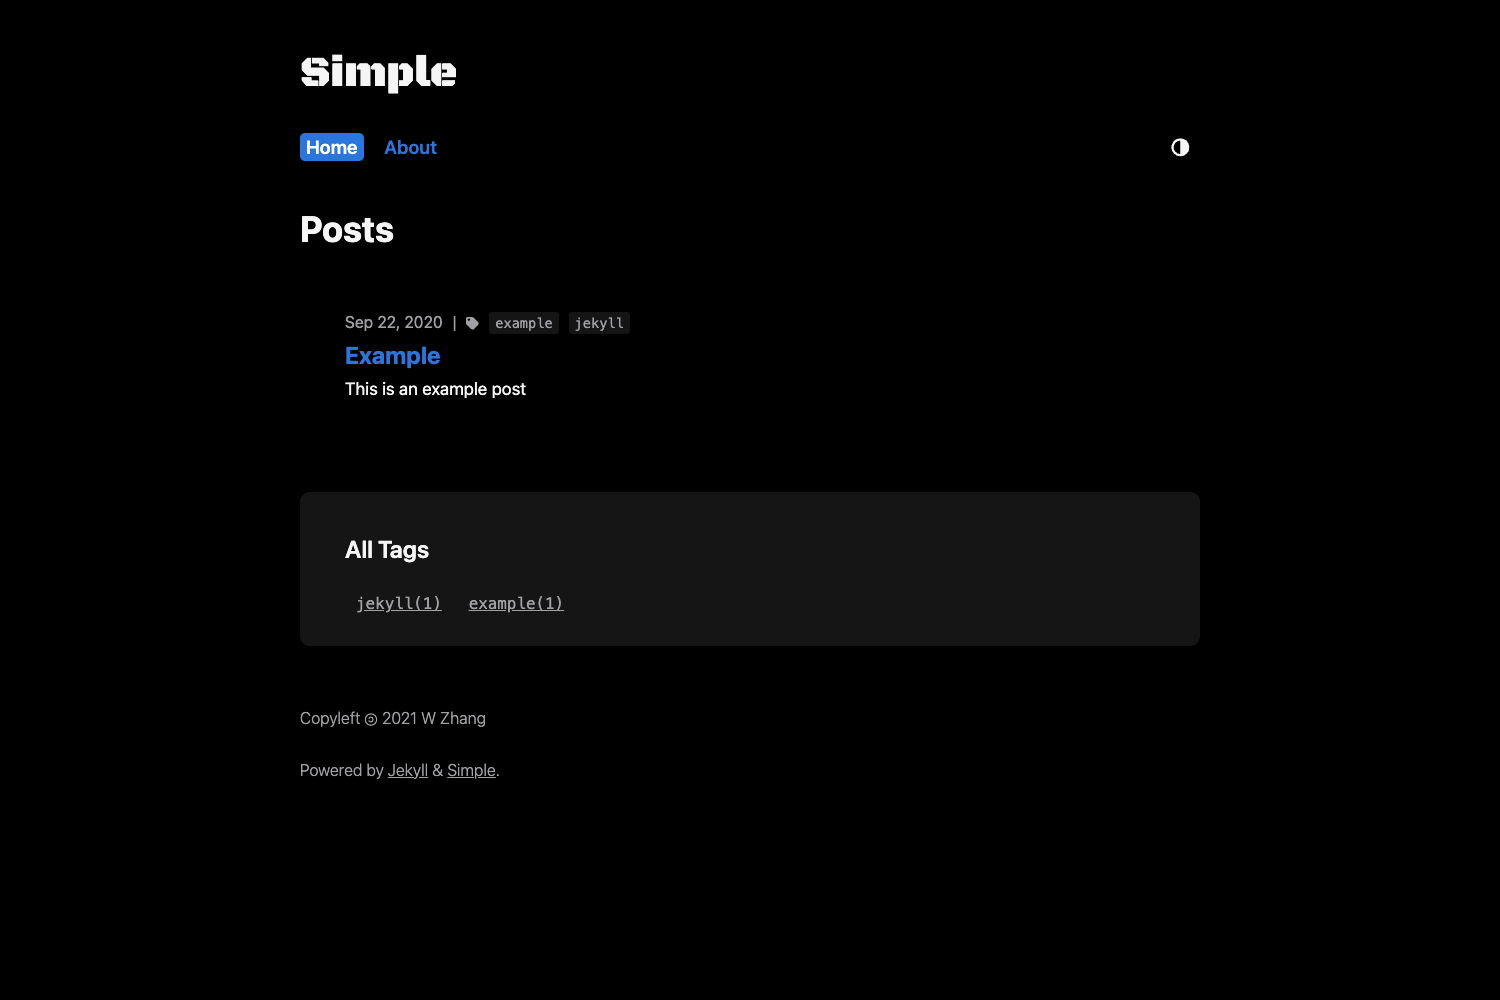 Simple
Home About
Posts
Sep 22, 2020 | example jekyll
Example
This is an example post
All Tags
jekyll(1) example(1)
Copyleft 🄯 2021 W Zhang
Powered by Jekyll & Simple.